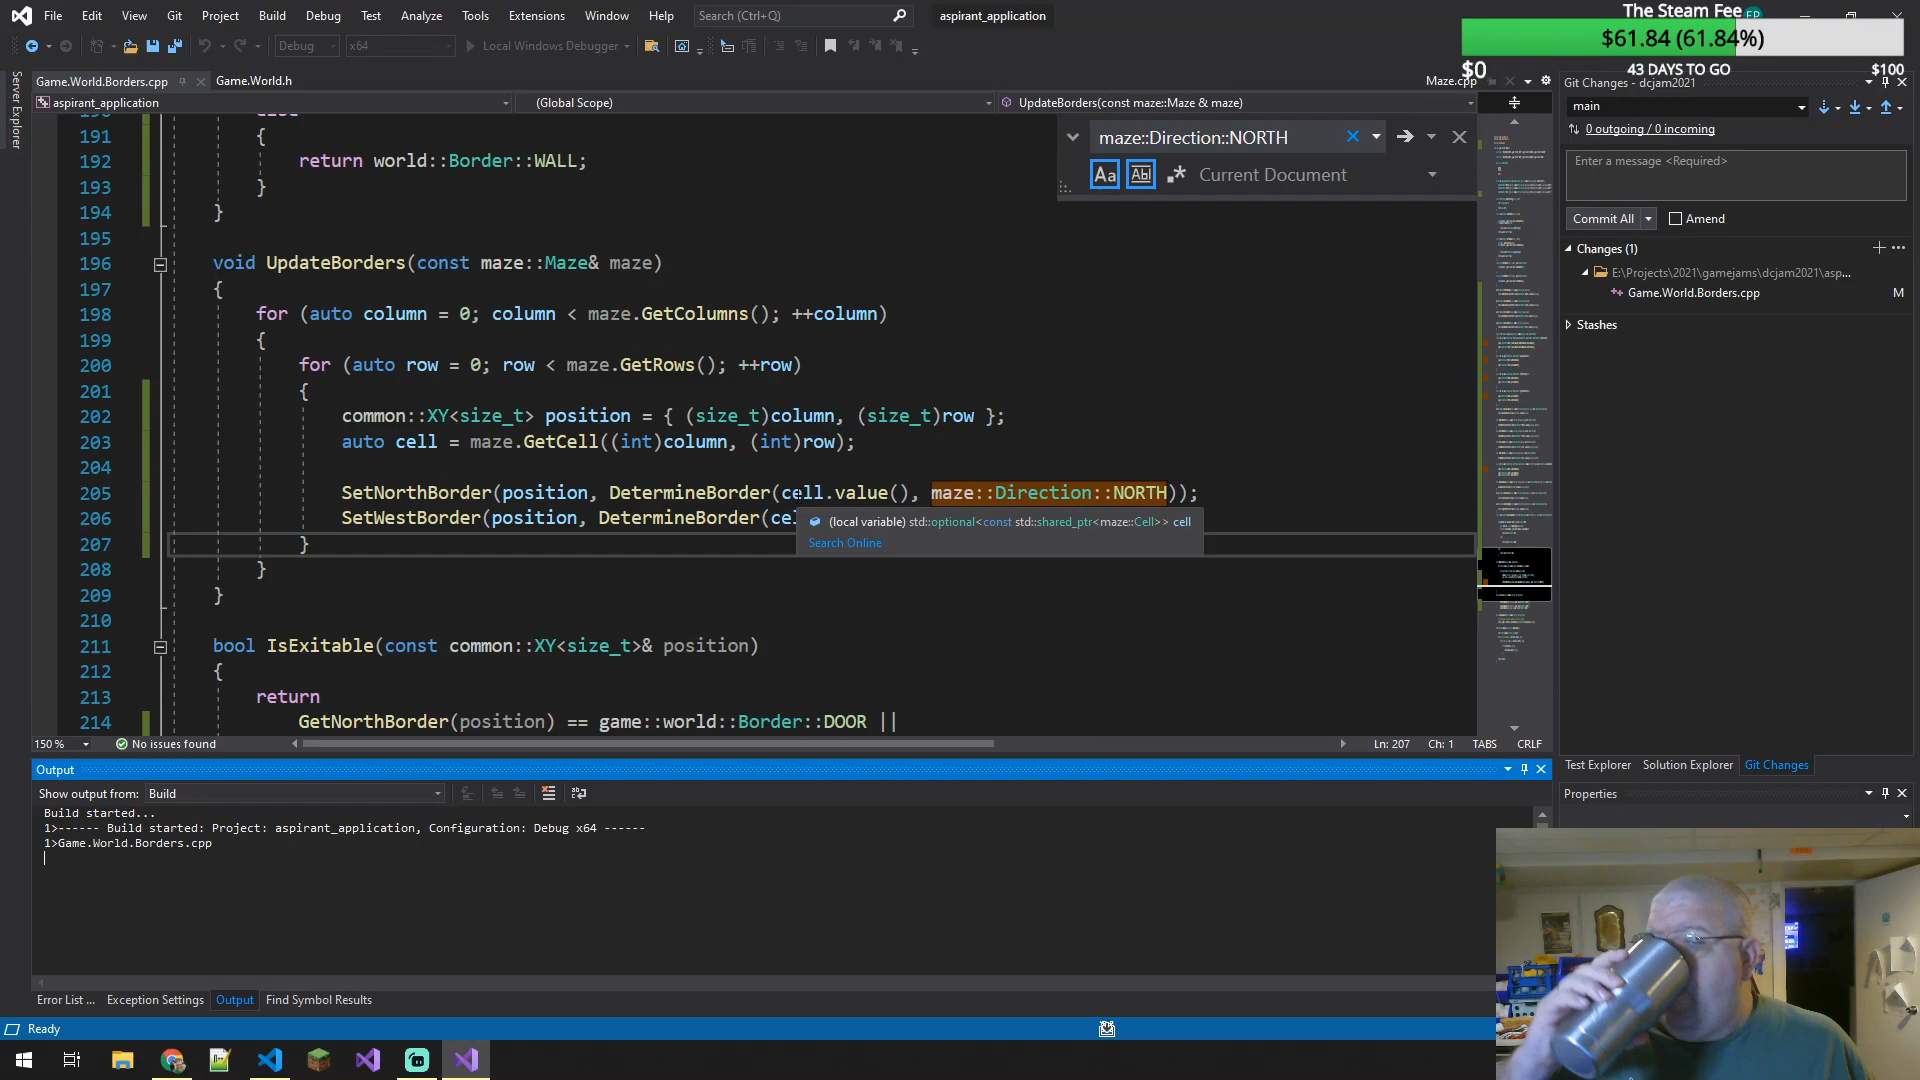 File Edit View Git Project Build Debug Test Analyze Tools Extensions Window Help Search (Ctrl+Q) aspirant_application
The Steam Fee
$61.84 (61.84%)
$0 43 DAYS TO GO $100
Debug x64 Local Windows Debugger
Server Explorer
Game.World.Borders.cpp Game.World.h Maze.cpp
aspirant_application (Global Scope) UpdateBorders(const maze::Maze & maze)
maze::Direction::NORTH
Aa Abl .* Current Document
191 {
192 return world::Border::WALL;
193 }
194 }
195
196 void UpdateBorders(const maze::Maze& maze)
197 {
198 for (auto column = 0; column < maze.GetColumns(); ++column)
199 {
200 for (auto row = 0; row < maze.GetRows(); ++row)
201 {
202 common::XY<size_t> position = { (size_t)column, (size_t)row };
203 auto cell = maze.GetCell((int)column, (int)row);
204
205 SetNorthBorder(position, DetermineBorder(cell.value(), maze::Direction::NORTH));
206 SetWestBorder(position, DetermineBorder(cel
(local variable) std::optional<const std::shared_ptr<maze::Cell>> cell
Search Online
207 }
208 }
209 }
210
211 bool IsExitable(const common::XY<size_t>& position)
212 {
213 return
214 GetNorthBorder(position) == game::world::Border::DOOR ||
150 % No issues found Ln: 207 Ch: 1 TABS CRLF
Output
Show output from: Build
Build started...
1>------ Build started: Project: aspirant_application, Configuration: Debug x64 ------
1>Game.World.Borders.cpp
Error List ... Exception Settings Output Find Symbol Results
Ready
Git Changes - dcjam2021
main
0 outgoing / 0 incoming
Enter a message <Required>
Commit All Amend
Changes (1)
E:\Projects\2021\gamejams\dcjam2021\asp...
Game.World.Borders.cpp M
Stashes
Test Explorer Solution Explorer Git Changes
Properties